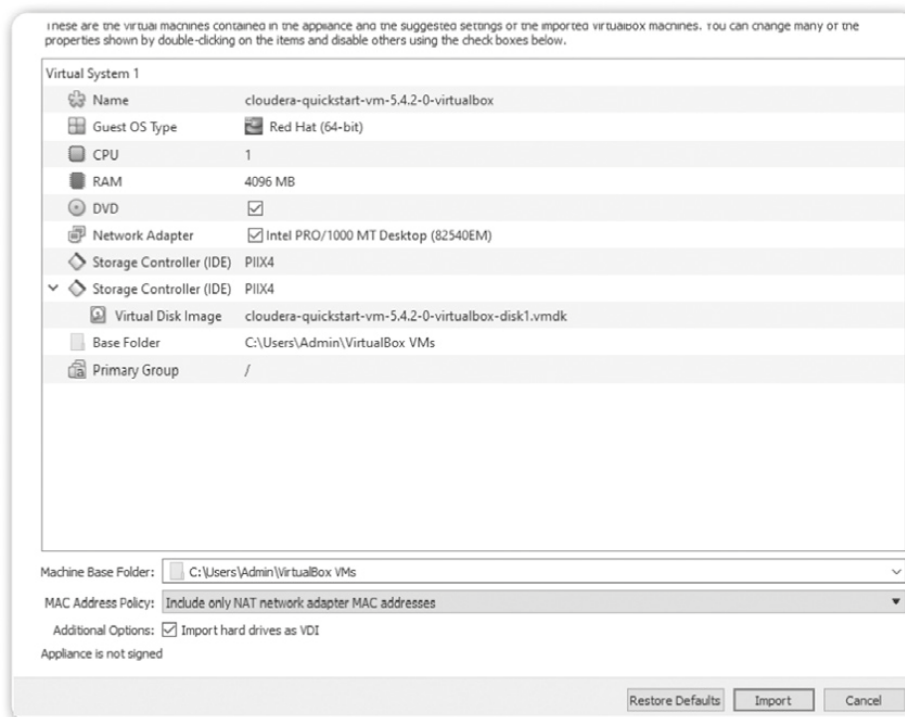 These are the virtual machines contained in the appliance and the suggested settings of the imported VirtualBox machines. You can change many of the
properties shown by double-clicking on the items and disable others using the check boxes below.
Virtual System 1
Name cloudera-quickstart-vm-5.4.2-0-virtualbox
Guest OS Type Red Hat (64-bit)
CPU 1
RAM 4096 MB
DVD
Network Adapter Intel PRO/1000 MT Desktop (82540EM)
Storage Controller (IDE) PIIX4
Storage Controller (IDE) PIIX4
Virtual Disk Image cloudera-quickstart-vm-5.4.2-0-virtualbox-disk1.vmdk
Base Folder C:\Users\Admin\VirtualBox VMs
Primary Group /
Machine Base Folder: C:\Users\Admin\VirtualBox VMs
MAC Address Policy: Include only NAT network adapter MAC addresses
Additional Options: Import hard drives as VDI
Appliance is not signed
Restore Defaults Import Cancel